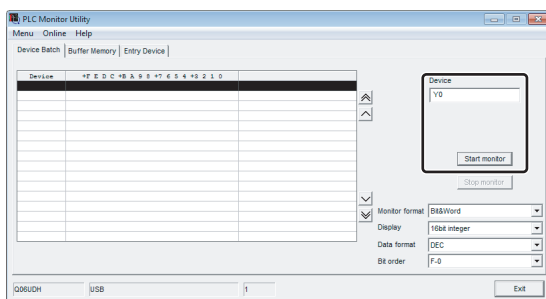 PLC Monitor Utility
Menu Online Help
Device Batch Buffer Memory Entry Device
Device +F E D C +B A 9 8 +7 6 5 4 +3 2 1 0
Device
Y0
Start monitor
Stop monitor
Monitor format Bit&Word
Display 16bit integer
Data format DEC
Bit order F-0
Q06UDH USB 1 Exit